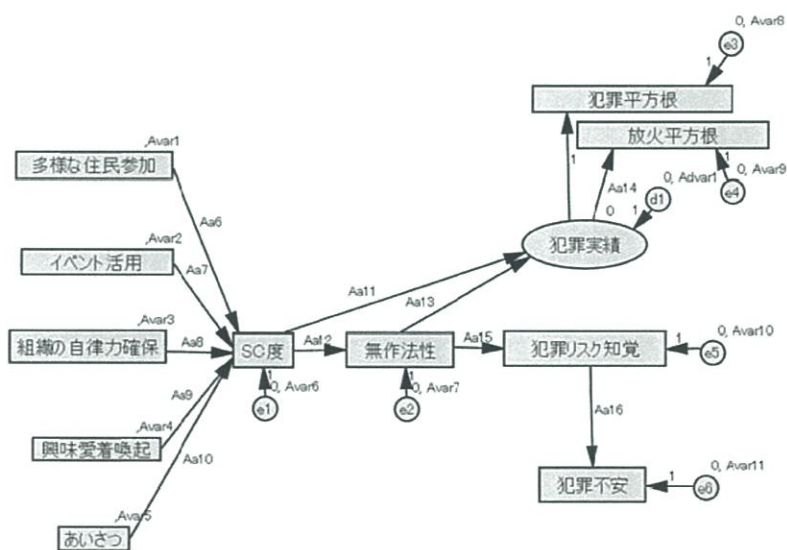 0, Avar8
e3
1
犯罪平方根
放火平方根
1
0, Avar9
e4
1
Aa14
0
0, Advar1
d1
1
犯罪実績
,Avar1
多様な住民参加
Aa6
,Avar2
イベント活用
Aa7
,Avar3
組織の自律力確保
Aa8
,Avar4
興味愛着喚起
Aa9
,Avar5
あいさつ
Aa10
SC度
1
0, Avar6
e1
Aa11
Aa12
Aa13
無作法性
1
0, Avar7
e2
Aa15
犯罪リスク知覚
1
0, Avar10
e5
Aa16
犯罪不安
1
0, Avar11
e6